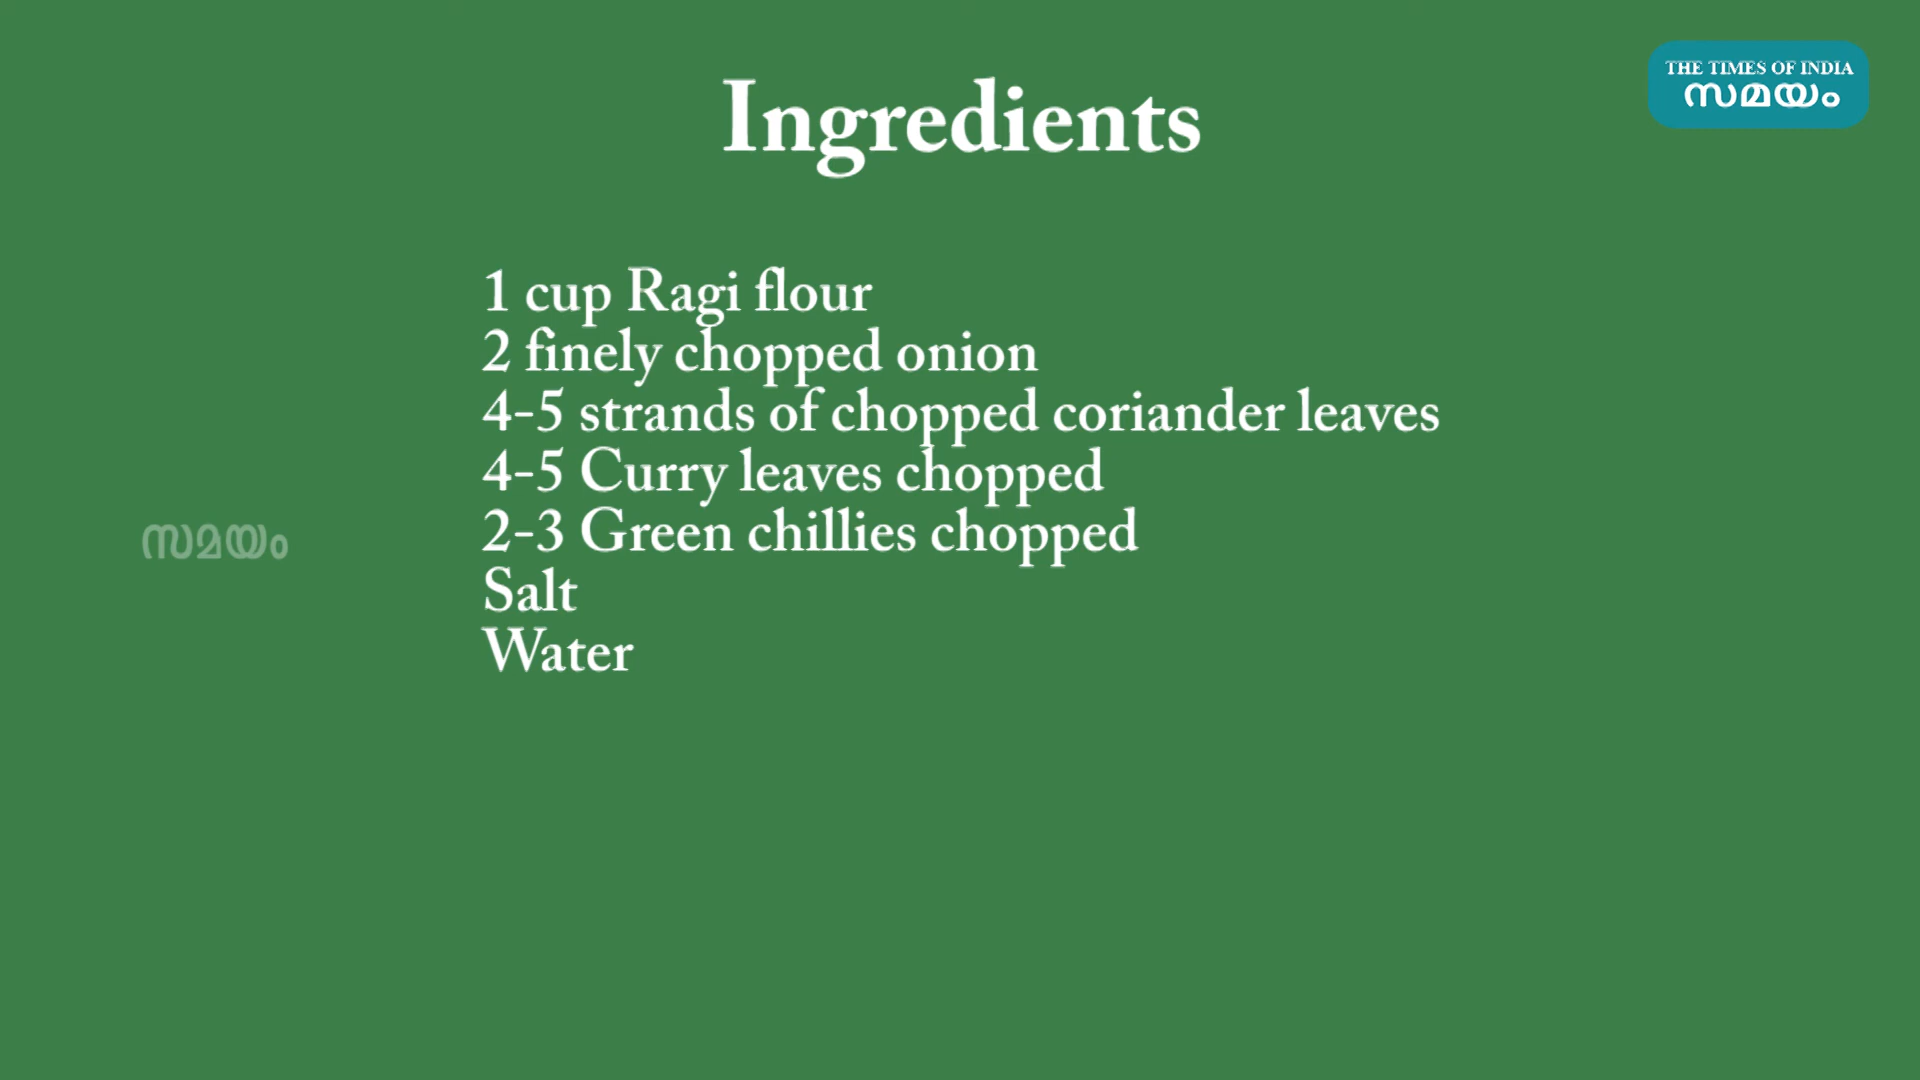 THE TIMES OF INDIA
സമയം
Ingredients
1 cup Ragi flour
2 finely chopped onion
4-5 strands of chopped coriander leaves
4-5 Curry leaves chopped
2-3 Green chillies chopped
Salt
Water
സമയം